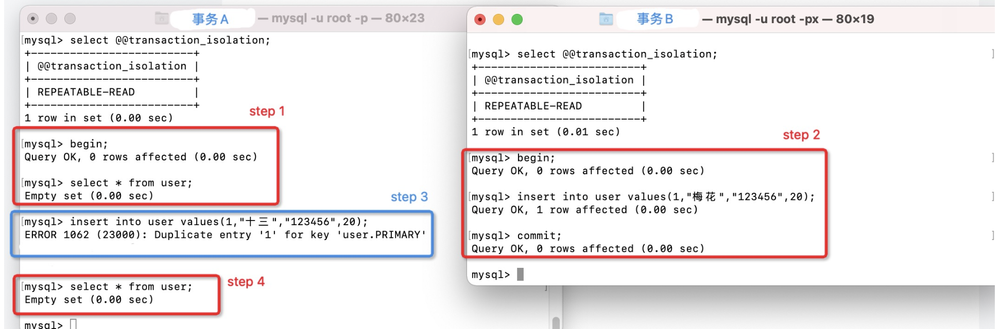 事务A — mysql -u root -p — 80×23
mysql> select @@transaction_isolation;
+-------------------------+
| @@transaction_isolation |
+-------------------------+
| REPEATABLE-READ         |
+-------------------------+
1 row in set (0.00 sec)
step 1
mysql> begin;
Query OK, 0 rows affected (0.00 sec)
mysql> select * from user;
Empty set (0.00 sec)
step 3
mysql> insert into user values(1,"十三","123456",20);
ERROR 1062 (23000): Duplicate entry '1' for key 'user.PRIMARY'
mysql> select * from user;
step 4
Empty set (0.00 sec)
mysql>
事务B — mysql -u root -px — 80×19
mysql> select @@transaction_isolation;
+-------------------------+
| @@transaction_isolation |
+-------------------------+
| REPEATABLE-READ         |
+-------------------------+
1 row in set (0.01 sec)
step 2
mysql> begin;
Query OK, 0 rows affected (0.00 sec)
mysql> insert into user values(1,"梅花","123456",20);
Query OK, 1 row affected (0.00 sec)
mysql> commit;
Query OK, 0 rows affected (0.00 sec)
mysql>